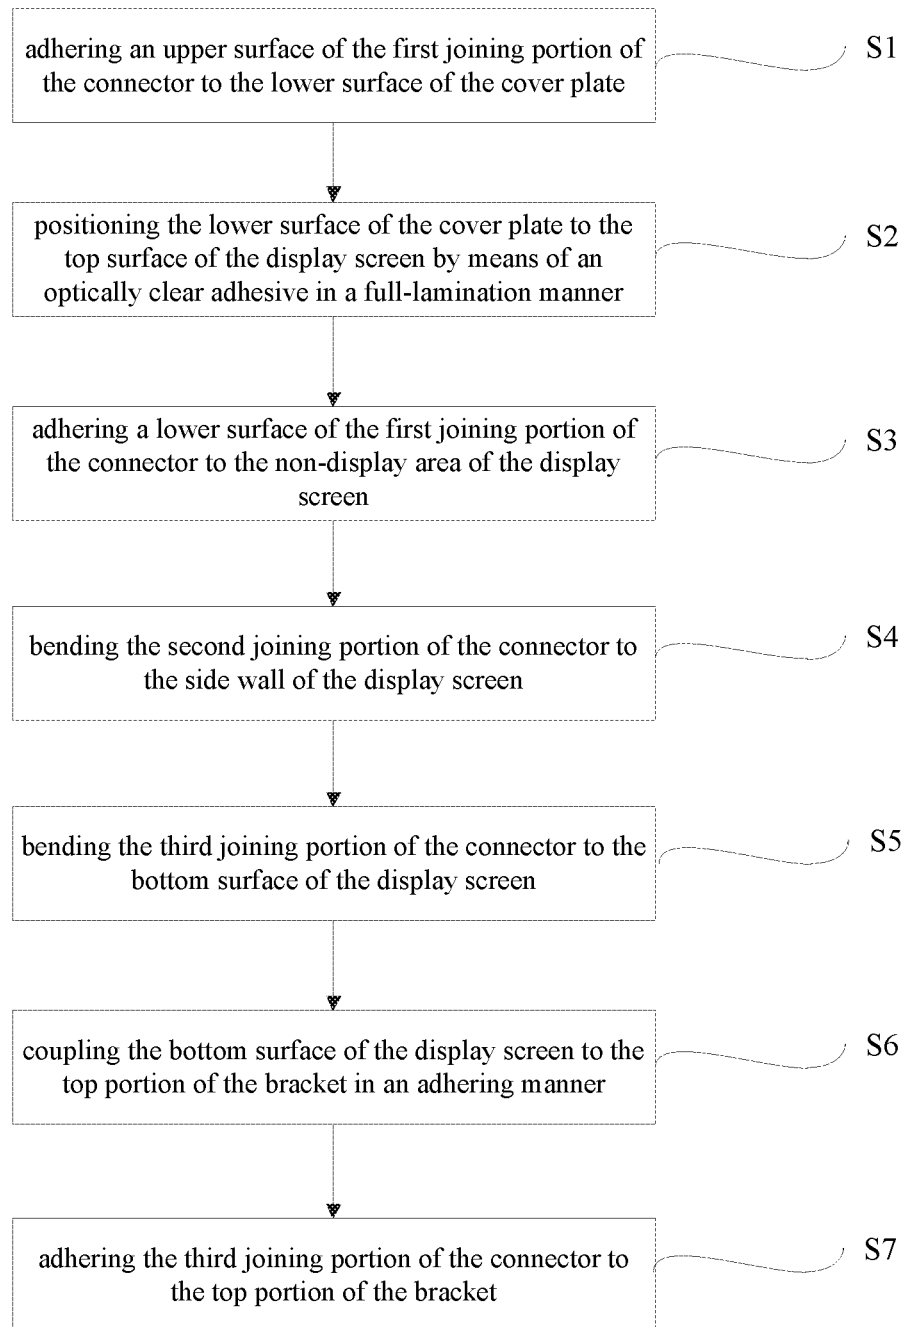 adhering an upper surface of the first joining portion of
the connector to the lower surface of the cover plate
S1
positioning the lower surface of the cover plate to the
top surface of the display screen by means of an
optically clear adhesive in a full-lamination manner
S2
adhering a lower surface of the first joining portion of
the connector to the non-display area of the display
screen
S3
bending the second joining portion of the connector to
the side wall of the display screen
S4
bending the third joining portion of the connector to the
bottom surface of the display screen
S5
coupling the bottom surface of the display screen to the
top portion of the bracket in an adhering manner
S6
adhering the third joining portion of the connector to
the top portion of the bracket
S7